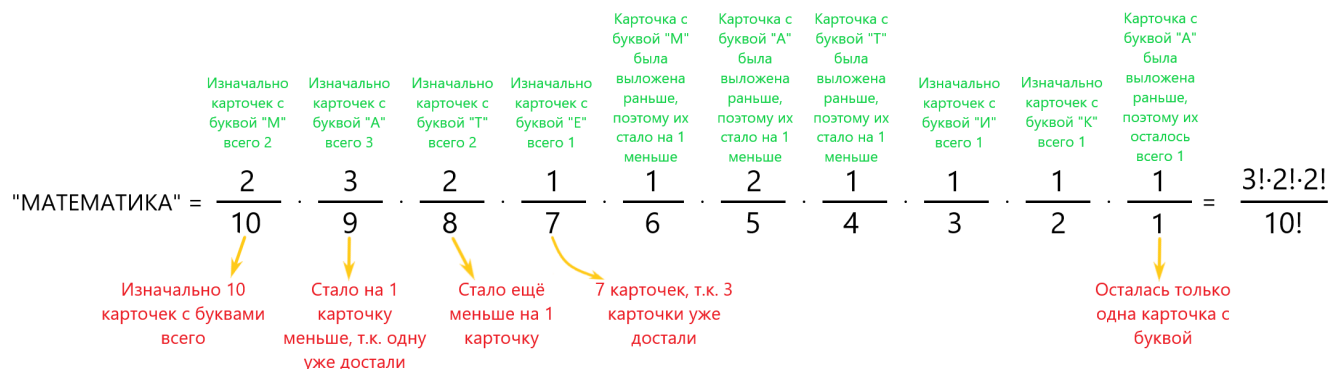 Изначально
карточек с
буквой "М"
всего 2
Изначально
карточек с
буквой "А"
всего 3
Изначально
карточек с
буквой "Т"
всего 2
Изначально
карточек с
буквой "Е"
всего 1
Карточка с
буквой "М"
была
выложена
раньше,
поэтому их
стало на 1
меньше
Карточка с
буквой "А"
была
выложена
раньше,
поэтому их
стало на 1
меньше
Карточка с
буквой "Т"
была
выложена
раньше,
поэтому их
стало на 1
меньше
Изначально
карточек с
буквой "И"
всего 1
Изначально
карточек с
буквой "К"
всего 1
Карточка с
буквой "А"
была
выложена
раньше,
поэтому их
осталось
всего 1
"МАТЕМАТИКА" = 2/10 · 3/9 · 2/8 · 1/7 · 1/6 · 2/5 · 1/4 · 1/3 · 1/2 · 1/1 = 3!·2!·2!/10!
Изначально 10
карточек с буквами
всего
Стало на 1
карточку
меньше, т.к. одну
уже достали
Стало ещё
меньше на 1
карточку
7 карточек, т.к. 3
карточки уже
достали
Осталась только
одна карточка с
буквой